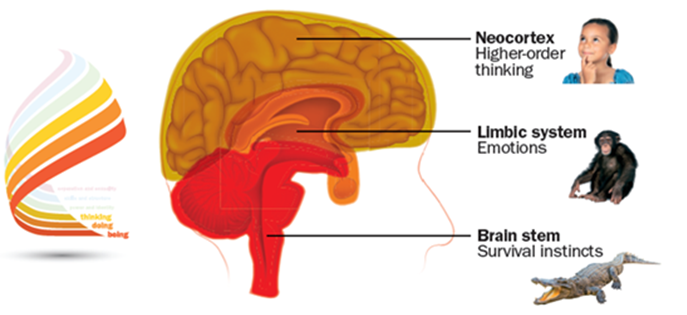 Neocortex
Higher-order
thinking
Limbic system
Emotions
Brain stem
Survival instincts
thinking
doing
being